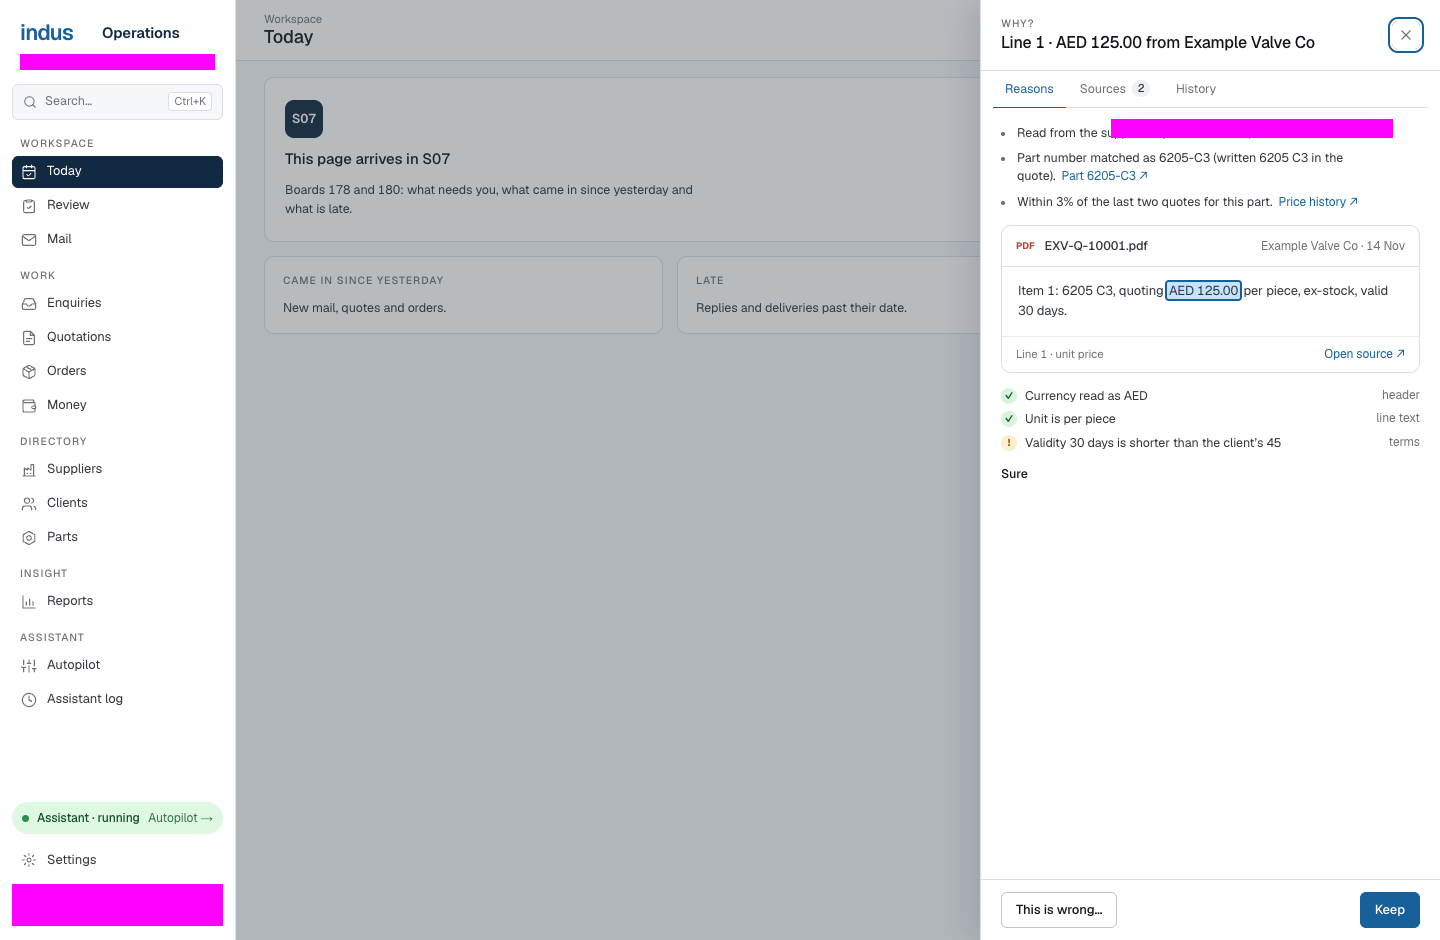 indus Operations
Search... Ctrl+K
WORKSPACE
Today
Review
Mail
WORK
Enquiries
Quotations
Orders
Money
DIRECTORY
Suppliers
Clients
Parts
INSIGHT
Reports
ASSISTANT
Autopilot
Assistant log
Assistant · running Autopilot →
Settings
Workspace
Today
S07
This page arrives in S07
Boards 178 and 180: what needs you, what came in since yesterday and
what is late.
CAME IN SINCE YESTERDAY
New mail, quotes and orders.
LATE
Replies and deliveries past their date.
WHY?
Line 1 · AED 125.00 from Example Valve Co
Reasons Sources 2 History
Read from the
Part number matched as 6205-C3 (written 6205 C3 in the
quote). Part 6205-C3 ↗
Within 3% of the last two quotes for this part. Price history ↗
PDF EXV-Q-10001.pdf Example Valve Co · 14 Nov
Item 1: 6205 C3, quoting AED 125.00 per piece, ex-stock, valid
30 days.
Line 1 · unit price Open source ↗
Currency read as AED header
Unit is per piece line text
! Validity 30 days is shorter than the client's 45 terms
Sure
This is wrong... Keep